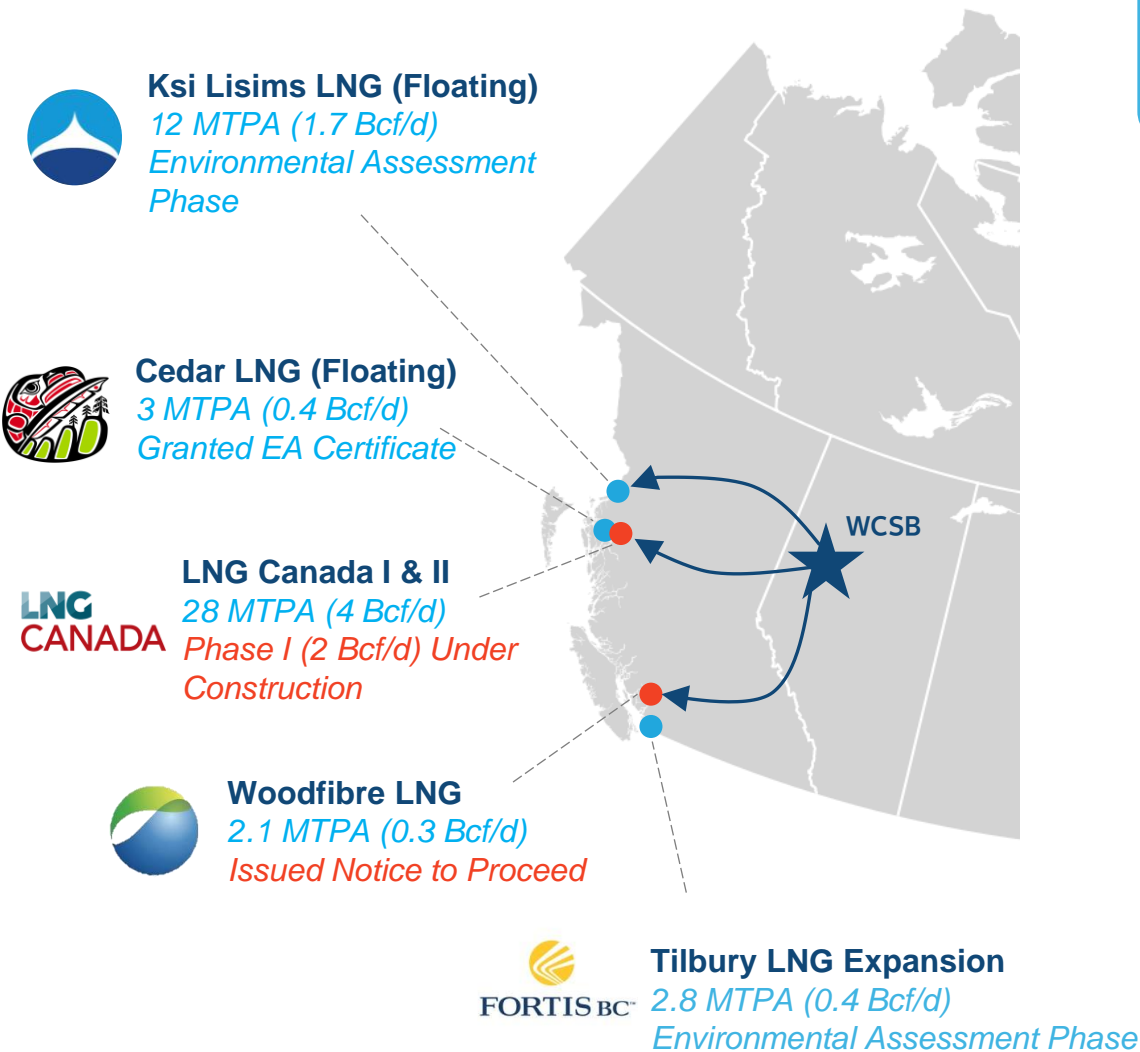 Ksi Lisims LNG (Floating)
12 MTPA (1.7 Bcf/d)
Environmental Assessment
Phase
Cedar LNG (Floating)
3 MTPA (0.4 Bcf/d)
Granted EA Certificate
WCSB
LNG Canada I & II
28 MTPA (4 Bcf/d)
Phase I (2 Bcf/d) Under
Construction
LNG
CANADA
Woodfibre LNG
2.1 MTPA (0.3 Bcf/d)
Issued Notice to Proceed
Tilbury LNG Expansion
2.8 MTPA (0.4 Bcf/d)
Environmental Assessment Phase
FORTIS BC™